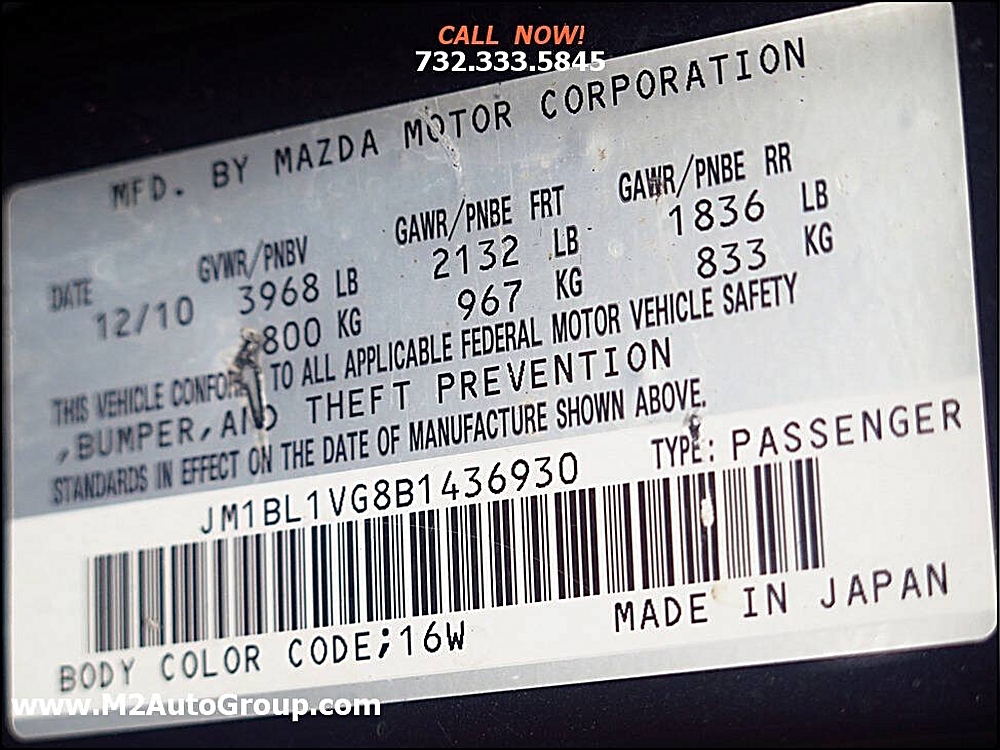 CALL NOW!
732.333.5845
MFD. BY MAZDA MOTOR CORPORATION
DATE GVWR/PNBV GAWR/PNBE FRT GAWR/PNBE RR
12/10 3968 LB 2132 LB 1836 LB
800 KG 967 KG 833 KG
THIS VEHICLE TO ALL APPLICABLE FEDERAL MOTOR VEHICLE SAFETY
,BUMPER,AND THEFT PREVENTION
STANDARDS IN EFFECT ON THE DATE OF MANUFACTURE SHOWN ABOVE.
JM1BL1VG8B1436930 TYPE: PASSENGER
BODY COLOR CODE;16W MADE IN JAPAN
www.M2AutoGroup.com